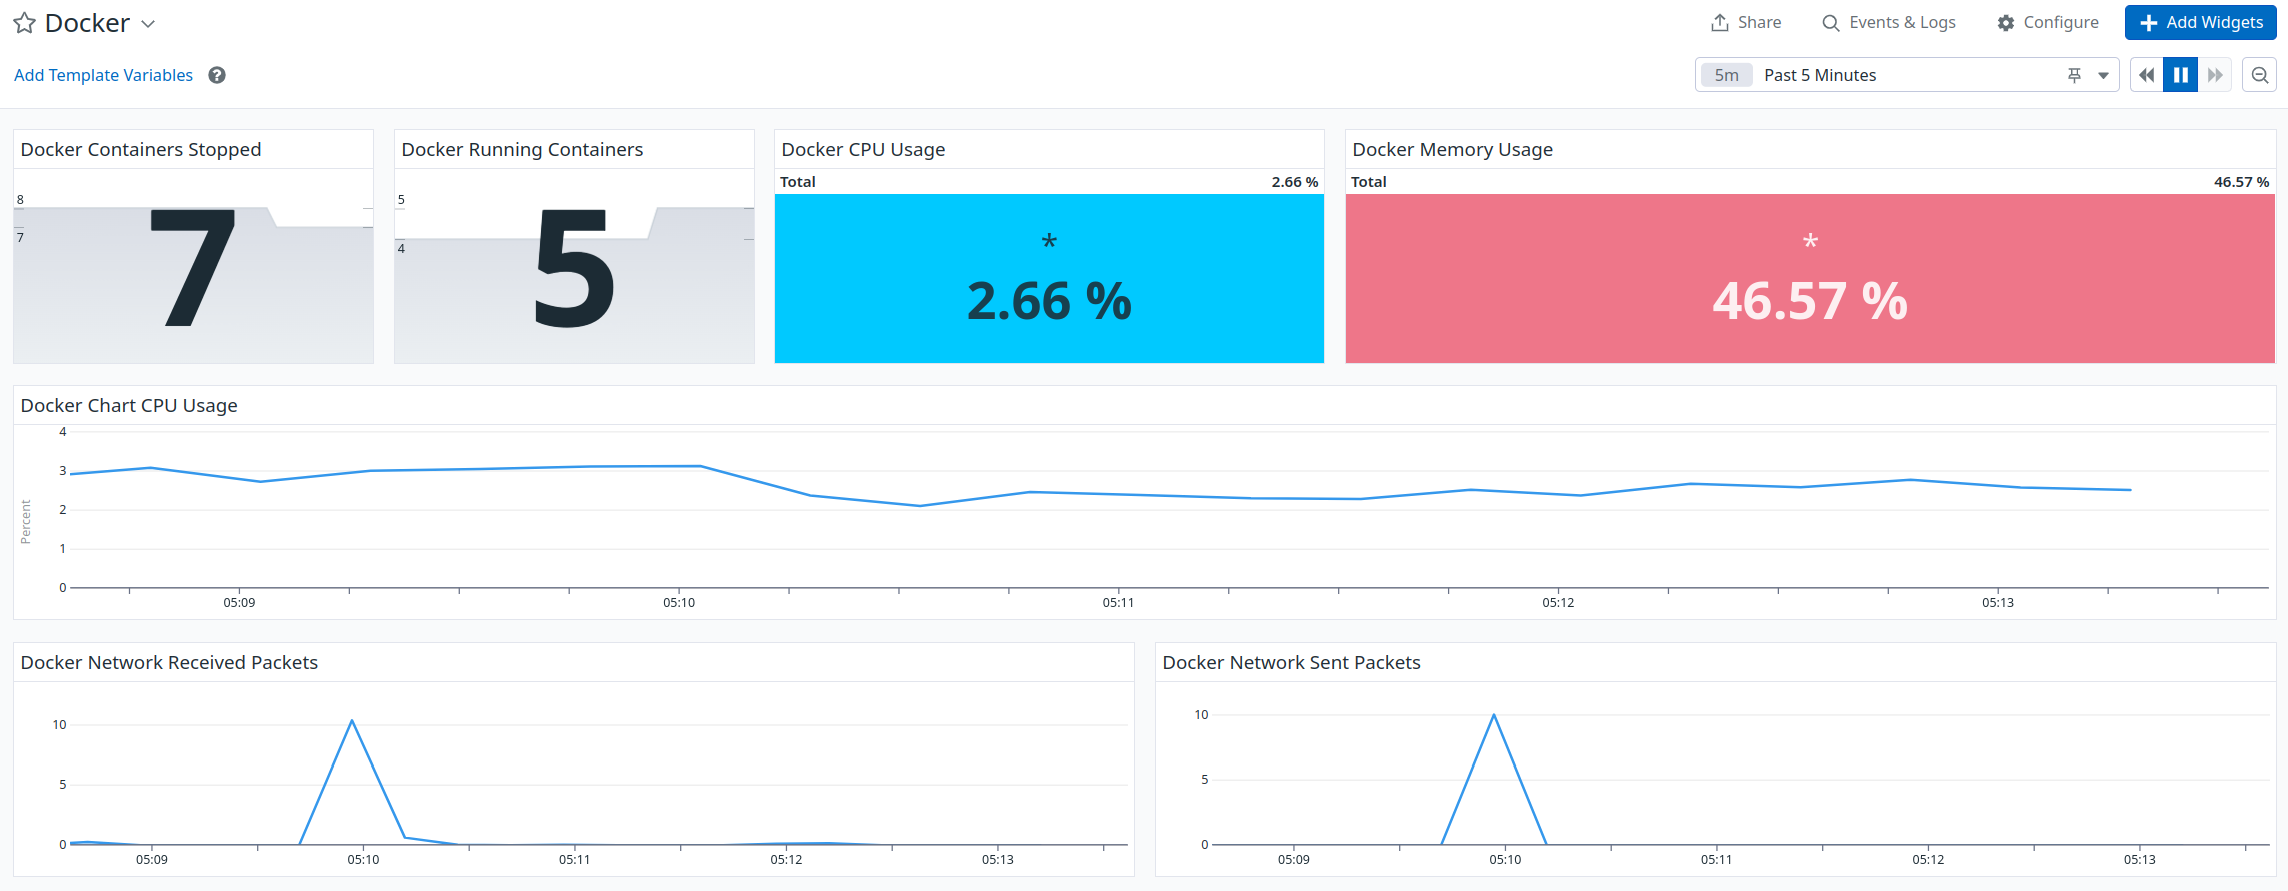 Docker
Share
Events & Logs
Configure
Add Widgets
Add Template Variables
?
5m Past 5 Minutes
Docker Containers Stopped
8
7
7
Docker Running Containers
5
4
5
Docker CPU Usage
Total 2.66 %
*
2.66 %
Docker Memory Usage
Total 46.57 %
*
46.57 %
Docker Chart CPU Usage
Percent
4
3
2
1
0
05:09 05:10 05:11 05:12 05:13
Docker Network Received Packets
10
5
0
05:09 05:10 05:11 05:12 05:13
Docker Network Sent Packets
10
5
0
05:09 05:10 05:11 05:12 05:13